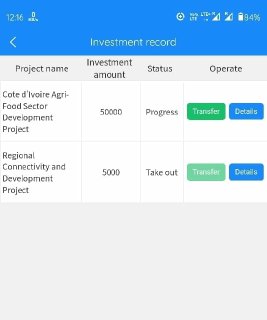 12:16 84%
Investment record
Project name Investment amount Status Operate
Cote d'Ivoire Agri-
Food Sector
Development
Project
50000 Progress Transfer Details
Regional
Connectivity and
Development
Project
5000 Take out Transfer Details